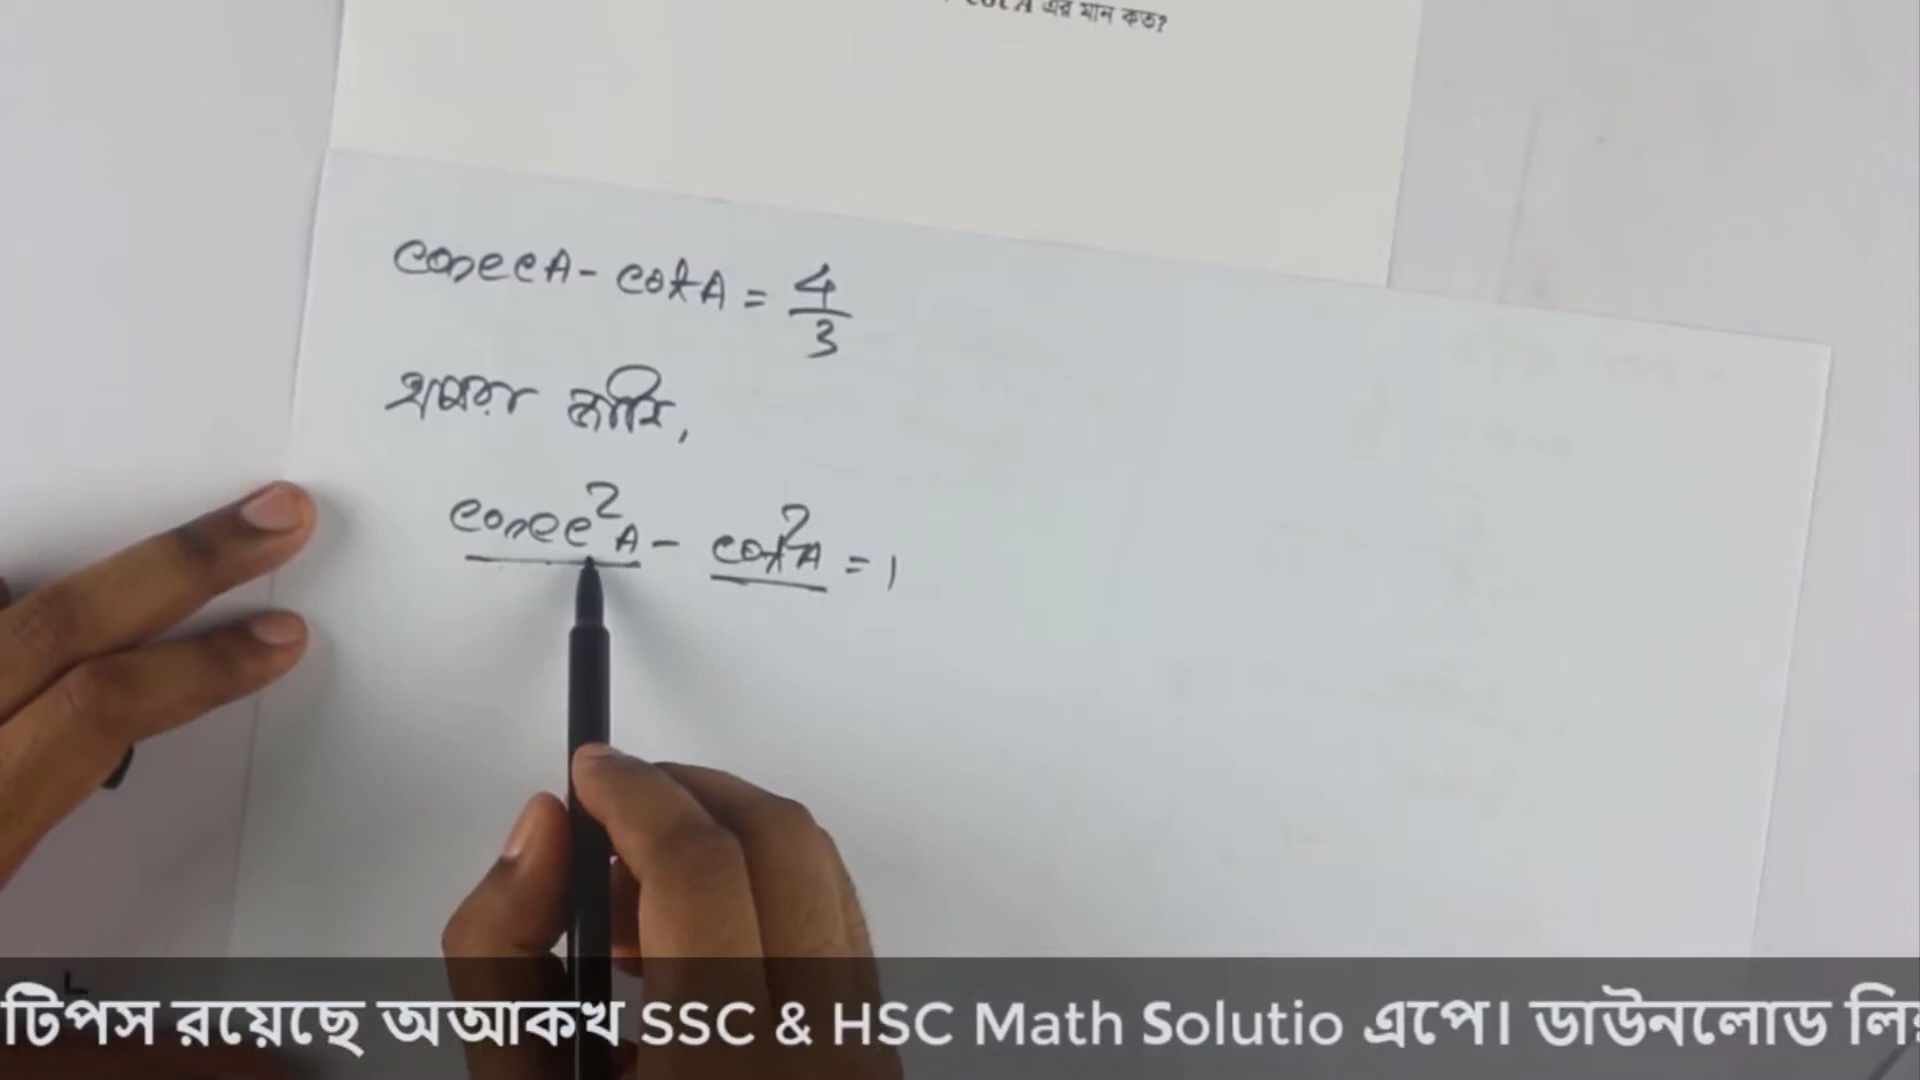 cot A এর মান কত?
cosecA - cotA = 4/3
আমরা জানি,
cosec²A - cot²A = 1
টিপস রয়েছে অআকখ SSC & HSC Math Solutio এপে। ডাউনলোড লি